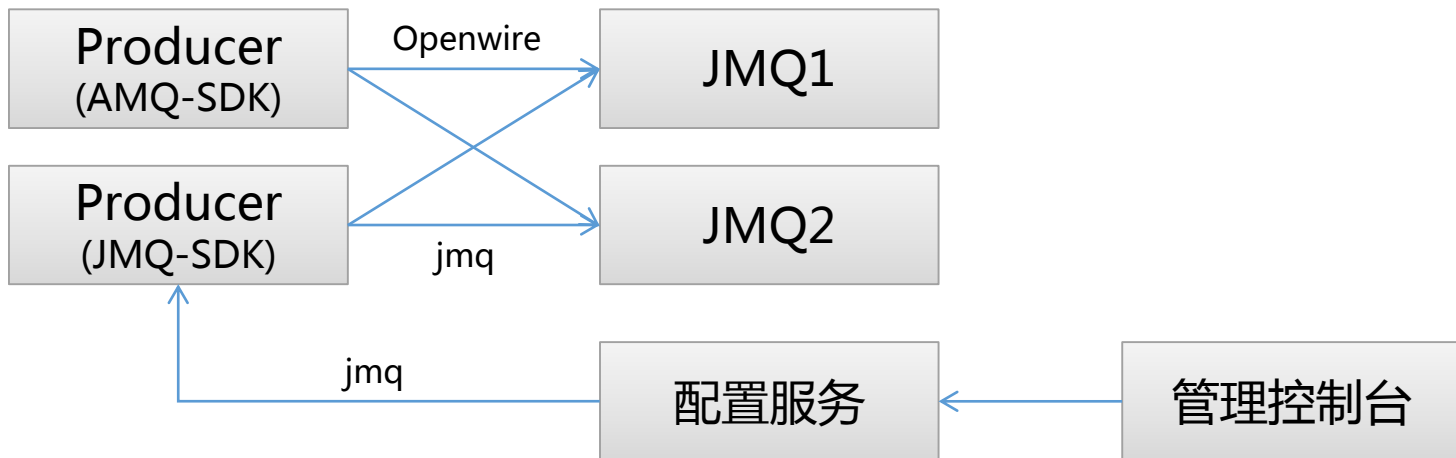 Producer
(AMQ-SDK)
Openwire
JMQ1
Producer
(JMQ-SDK)
jmq
JMQ2
jmq
配置服务
管理控制台